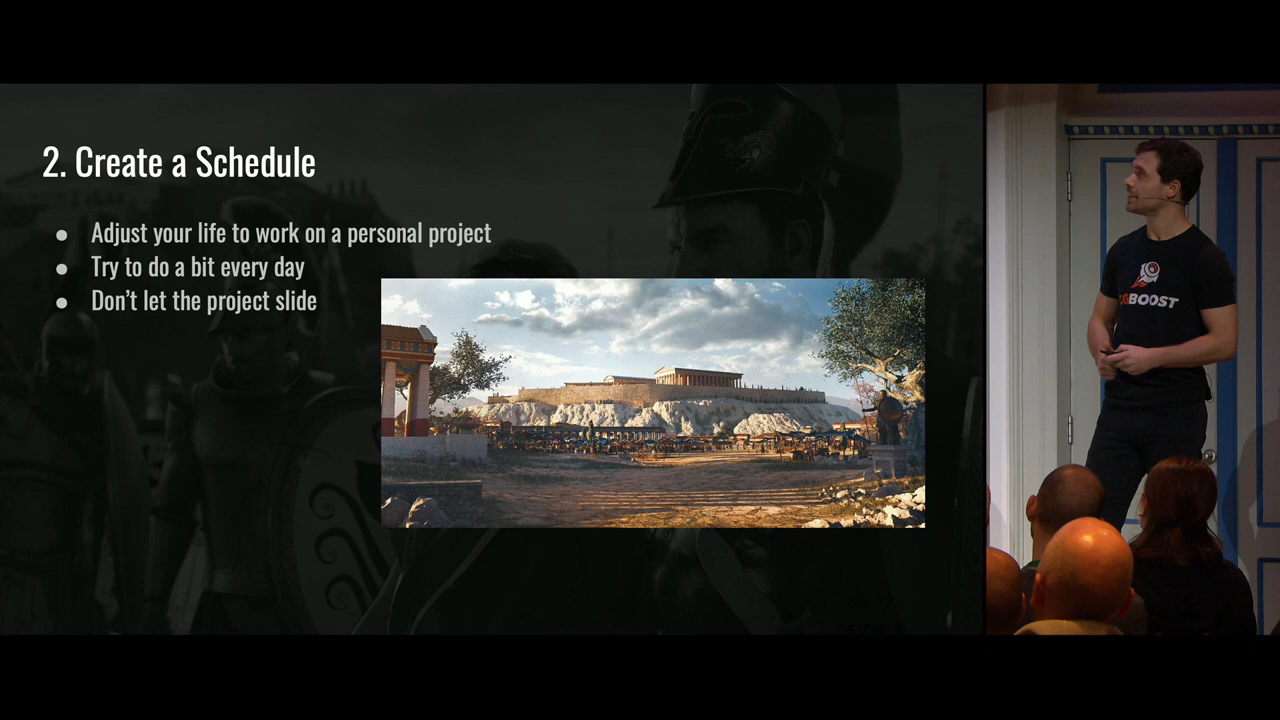 2. Create a Schedule
● Adjust your life to work on a personal project
● Try to do a bit every day
● Don't let the project slide
CGBOOST